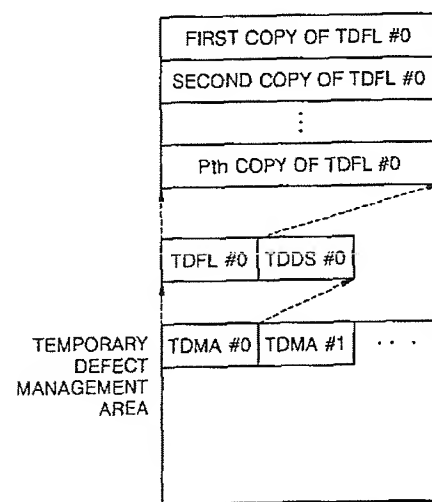 FIRST COPY OF TDFL #0
SECOND COPY OF TDFL #0
⋮
Pth COPY OF TDFL #0
TDFL #0 TDDS #0
TEMPORARY
DEFECT
MANAGEMENT
AREA
TDMA #0 TDMA #1 · · ·